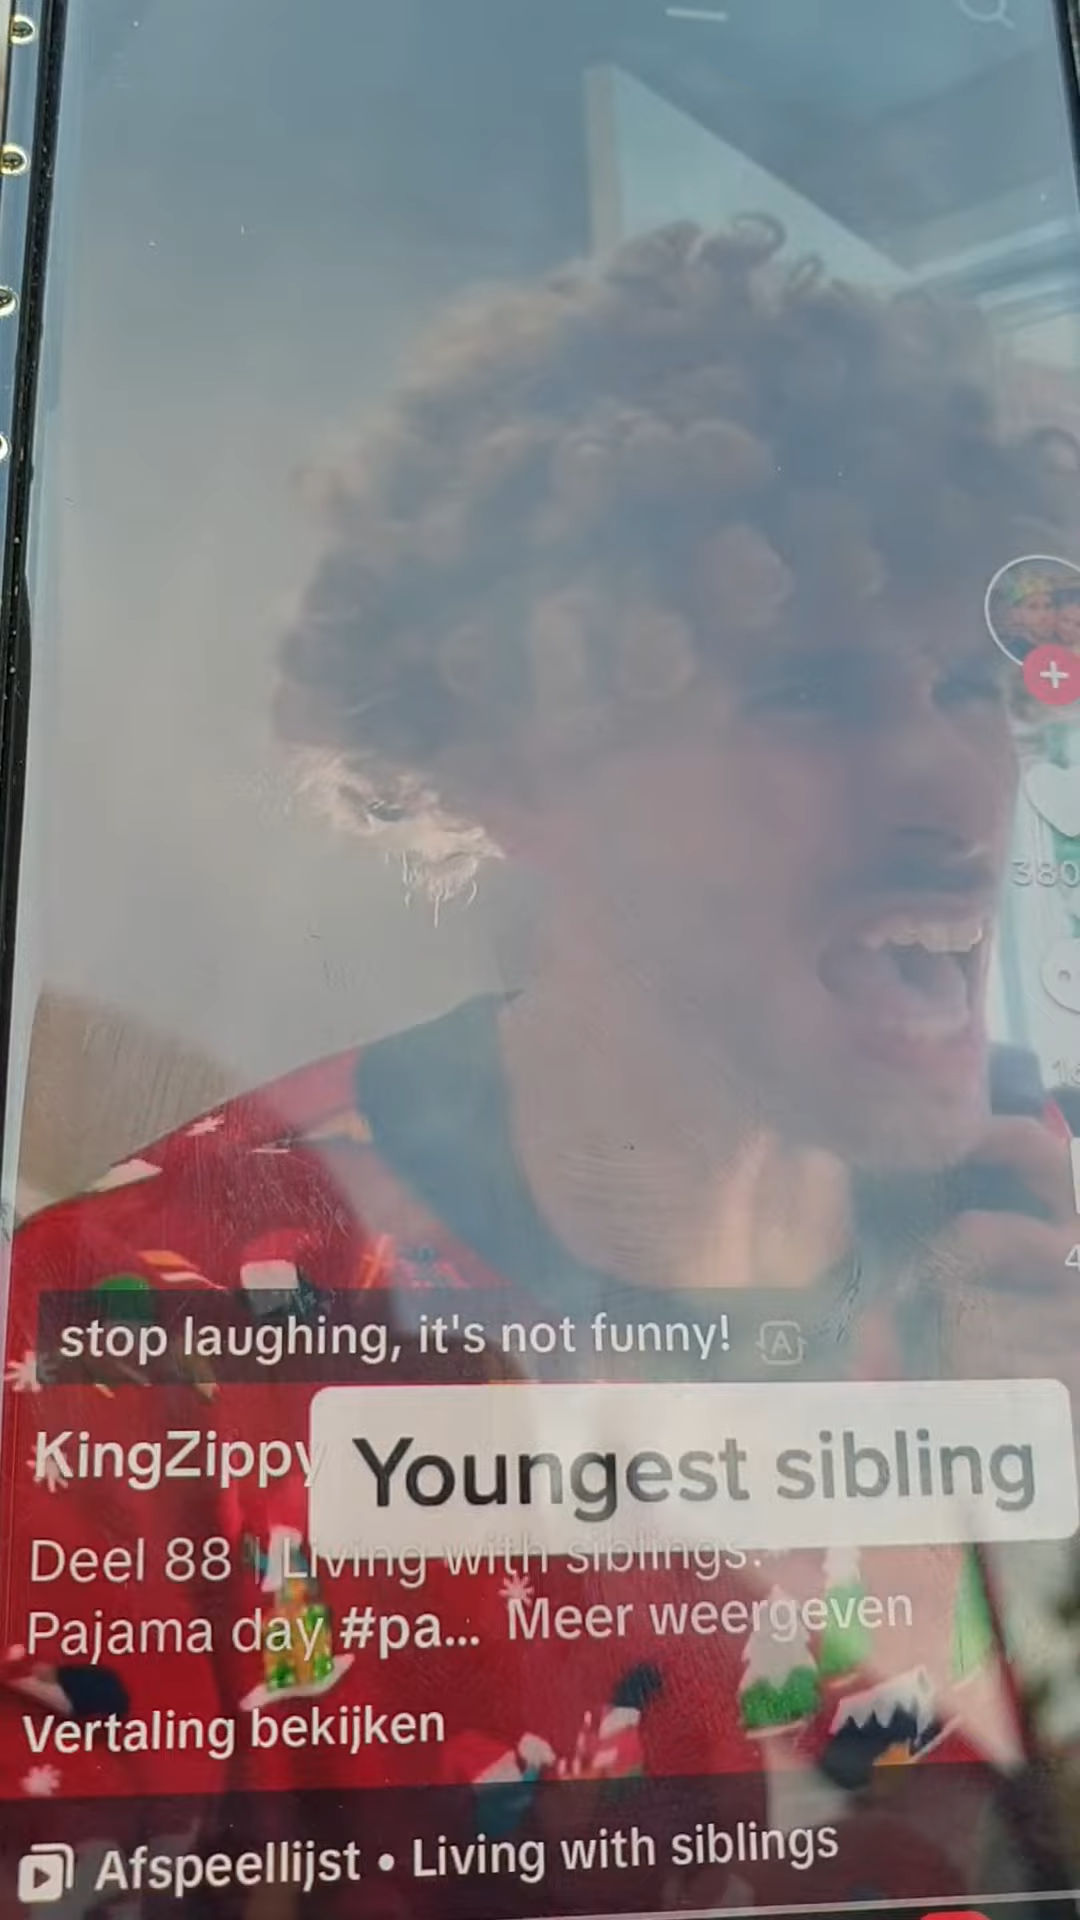 380
stop laughing, it's not funny!
KingZippy
Youngest sibling
Deel 88 | Living with siblings.
Pajama day #pa... Meer weergeven
Vertaling bekijken
Afspeellijst • Living with siblings